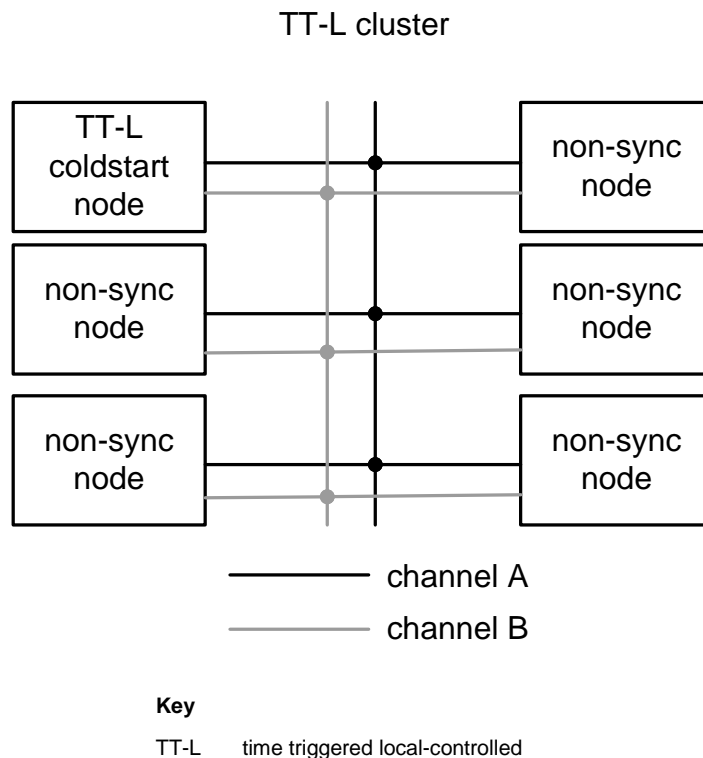 TT-L cluster
TT-L
coldstart
node
non-sync
node
non-sync
node
non-sync
node
non-sync
node
non-sync
node
channel A
channel B
Key
TT-L time triggered local-controlled